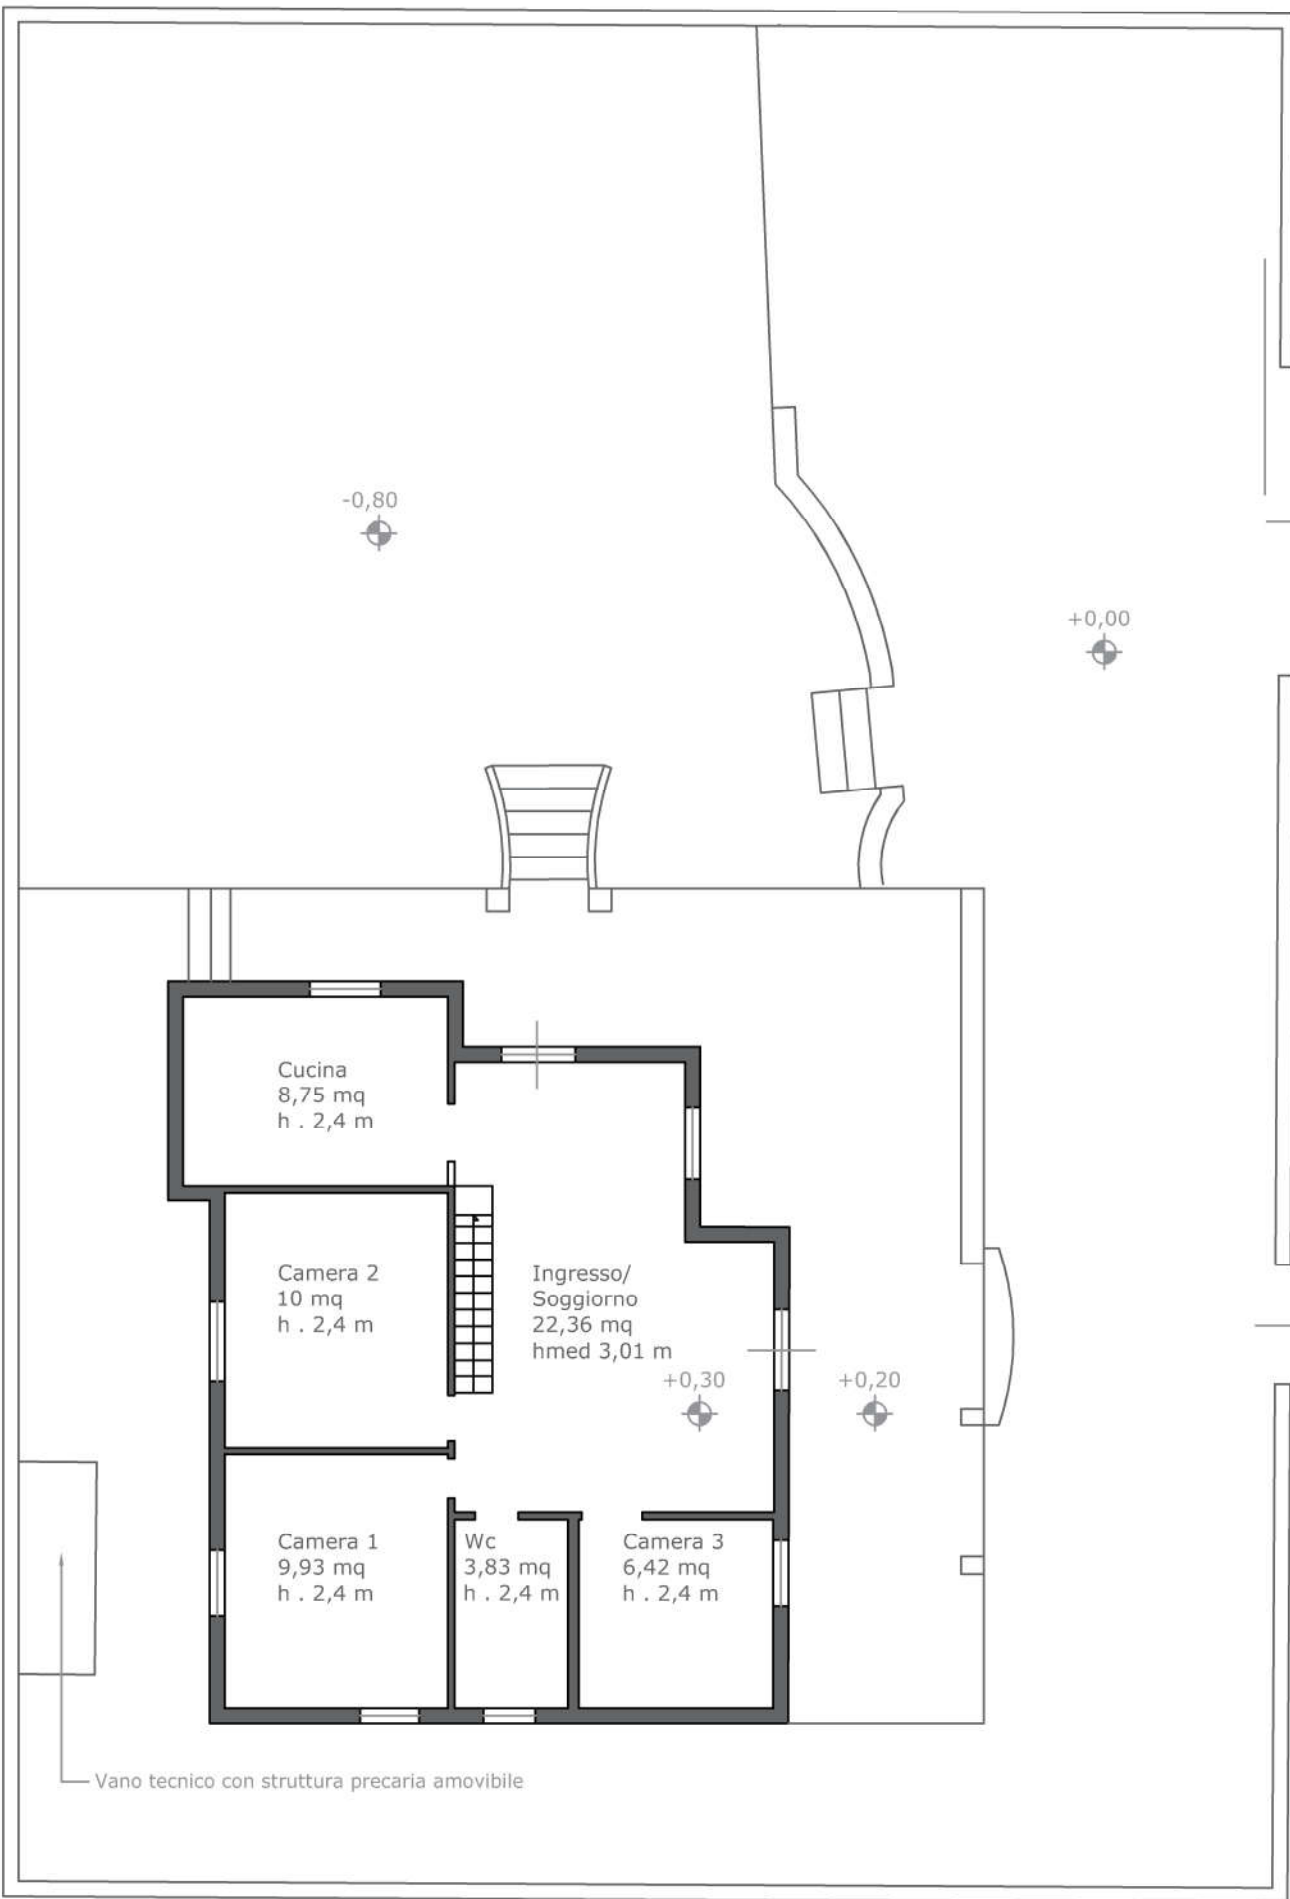 -0,80
+0,00
Cucina
8,75 mq
h . 2,4 m
Camera 2
10 mq
h . 2,4 m
Ingresso/
Soggiorno
22,36 mq
hmed 3,01 m
+0,30
+0,20
Camera 1
9,93 mq
h . 2,4 m
Wc
3,83 mq
h . 2,4 m
Camera 3
6,42 mq
h . 2,4 m
Vano tecnico con struttura precaria amovibile